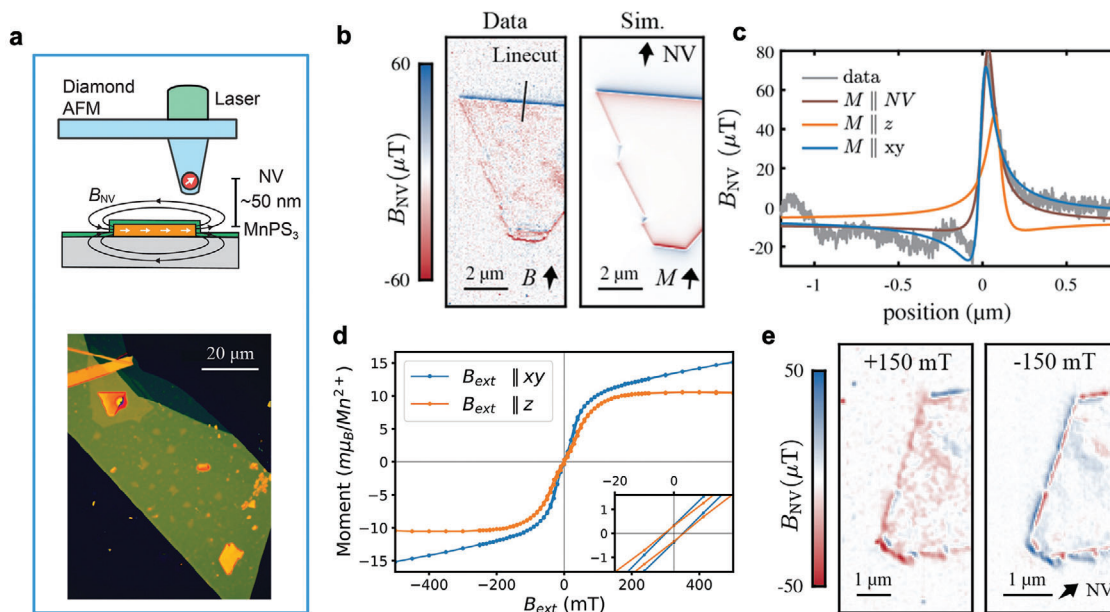 a
Diamond
AFM
Laser
NV
~50 nm
B_NV
MnPS₃
20 µm
b
Data
Sim.
60
-60
B_NV (µT)
Linecut
NV
2 µm
B
2 µm
M
c
80
60
40
20
0
-20
B_NV (µT)
data
M ∥ NV
M ∥ z
M ∥ xy
-1
-0.5
0
0.5
position (µm)
d
15
10
5
0
−5
−10
−15
Moment (mμ_B/Mn²⁺)
B_ext ∥ xy
B_ext ∥ z
−20
0
20
1
0
−1
−400
−200
0
200
400
B_ext (mT)
e
+150 mT
-150 mT
50
-50
B_NV (µT)
1 µm
1 µm
NV